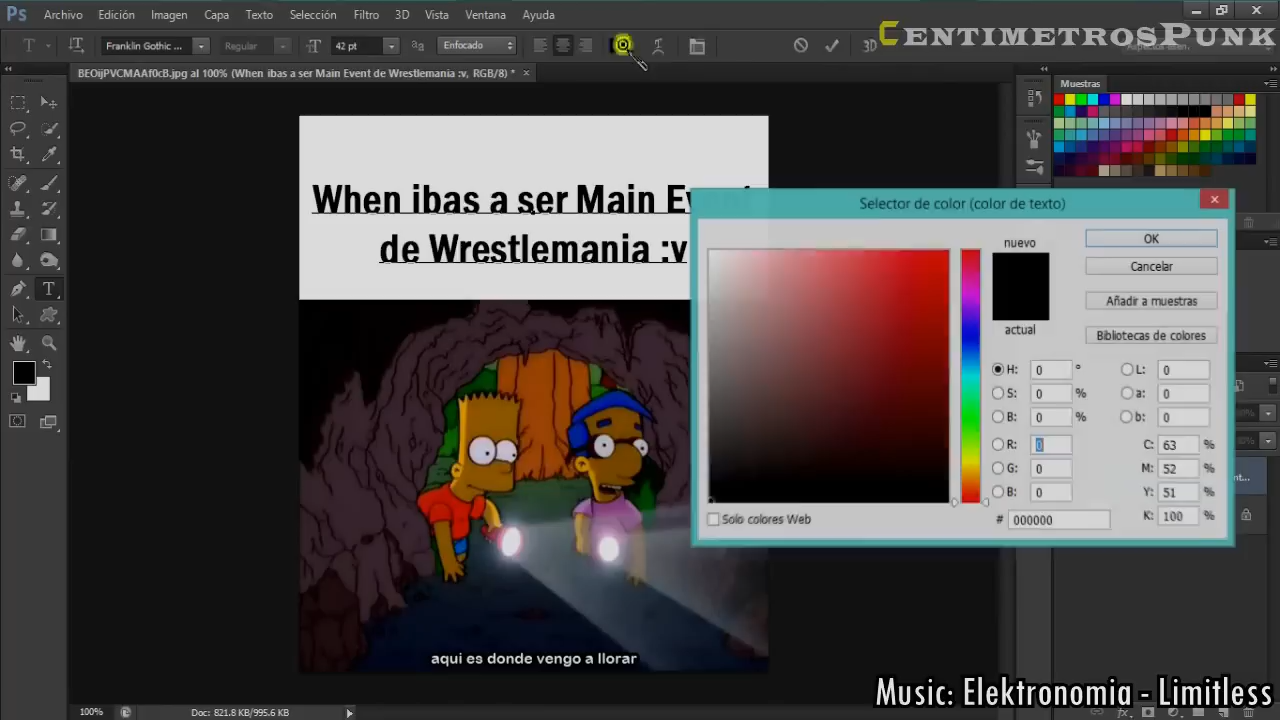 Ps Archivo Edición Imagen Capa Texto Selección Filtro 3D Vista Ventana Ayuda
CentimetrosPunk
T Franklin Gothic ... Regular 42 pt aa Enfocado 3D
BEOijPVCMAAf0cB.jpg al 100% (When ibas a ser Main Event de Wrestlemania :v, RGB/8) * ×
Muestras
When ibas a ser Main Event
de Wrestlemania :v
Selector de color (color de texto)
nuevo
actual
OK
Cancelar
Añadir a muestras
Bibliotecas de colores
H: 0 ° L: 0
S: 0 % a: 0
B: 0 % b: 0
R: 0 C: 63 %
G: 0 M: 52 %
B: 0 Y: 51 %
# 000000 K: 100 %
Solo colores Web
aqui es donde vengo a llorar
Music: Elektronomia - Limitless
100% Doc: 821.8 KB/995.6 KB